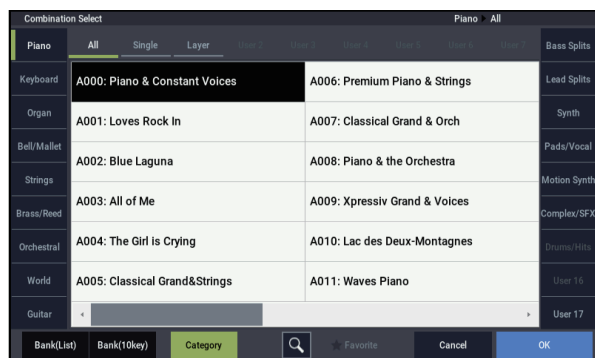 Combination Select Piano All
Piano All Single Layer User 2 User 3 User 4 User 5 User 6 User 7 Bass Splits
Keyboard A000: Piano & Constant Voices A006: Premium Piano & Strings Lead Splits
Organ A001: Loves Rock In A007: Classical Grand & Orch Synth
Bell/Mallet A002: Blue Laguna A008: Piano & the Orchestra Pads/Vocal
Strings A003: All of Me A009: Xpressiv Grand & Voices Motion Synth
Brass/Reed A004: The Girl is Crying A010: Lac des Deux-Montagnes Complex/SFX
Orchestral A005: Classical Grand&Strings A011: Waves Piano Drums/Hits
World User 16
Guitar User 17
Bank(List) Bank(10key) Category Favorite Cancel OK